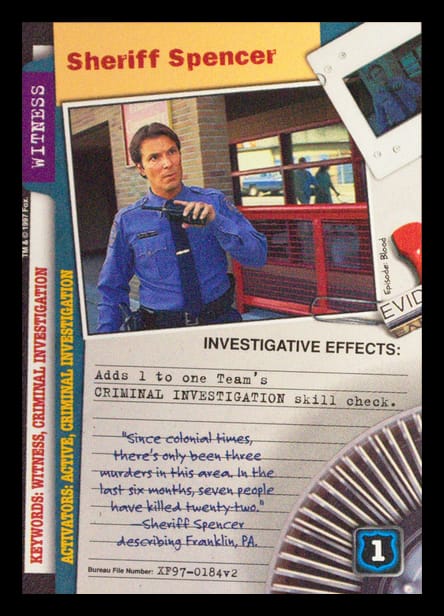 Sheriff Spencer
WITNESS
TM & © 1997 Fox.
KEYWORDS: WITNESS, CRIMINAL INVESTIGATION
ACTIVATORS: ACTIVE, CRIMINAL INVESTIGATION
Episode: Blood
EVID
INVESTIGATIVE EFFECTS:
Adds 1 to one Team's
CRIMINAL INVESTIGATION skill check.
"Since colonial times,
there's only been three
murders in this area. In the
last six months, seven people
have killed twenty-two."
—Sheriff Spencer
describing Franklin, PA.
Bureau File Number: XF97-0184v2
1